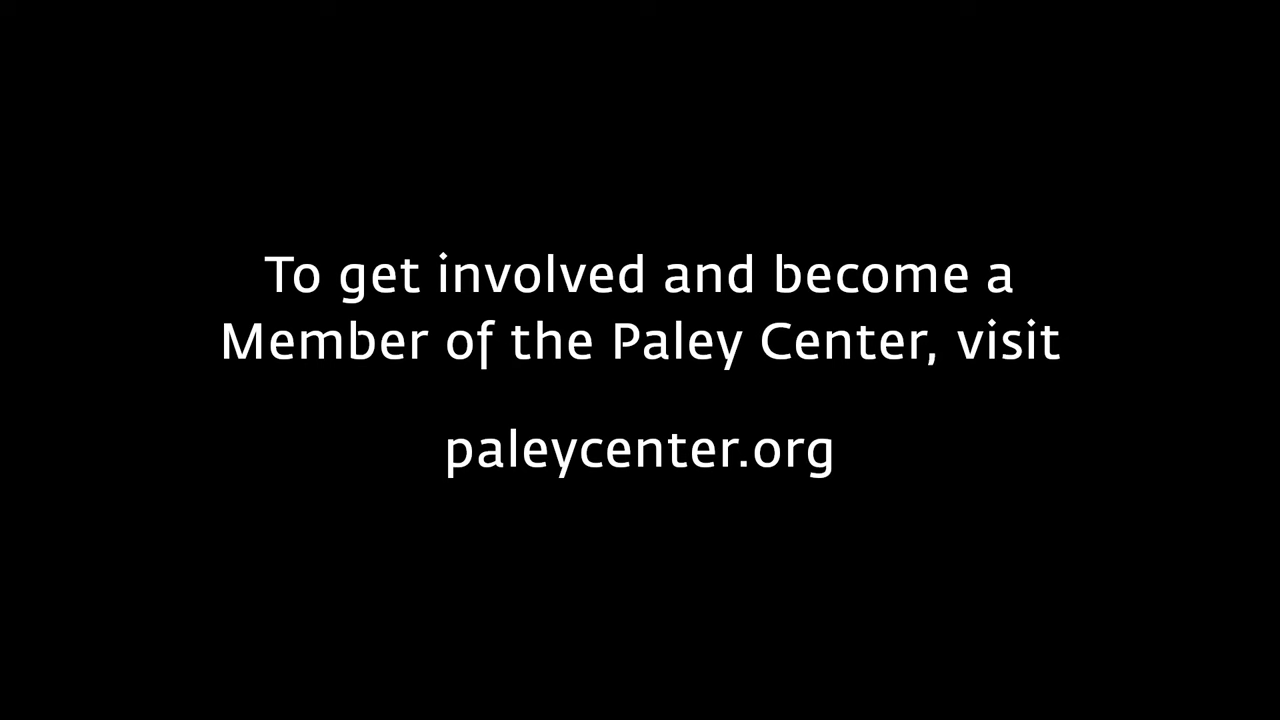 To get involved and become a
Member of the Paley Center, visit
paleycenter.org